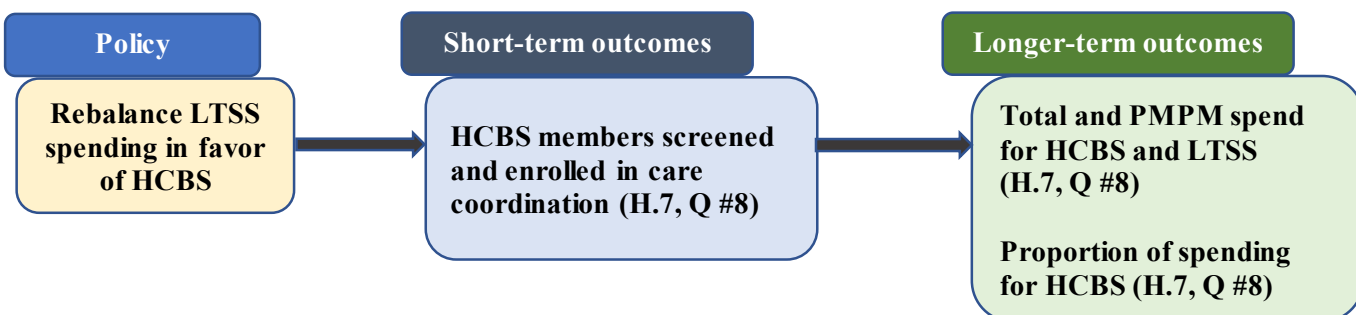 Policy
Rebalance LTSS
spending in favor
of HCBS
Short-term outcomes
HCBS members screened
and enrolled in care
coordination (H.7, Q #8)
Longer-term outcomes
Total and PMPM spend
for HCBS and LTSS
(H.7, Q #8)
Proportion of spending
for HCBS (H.7, Q #8)